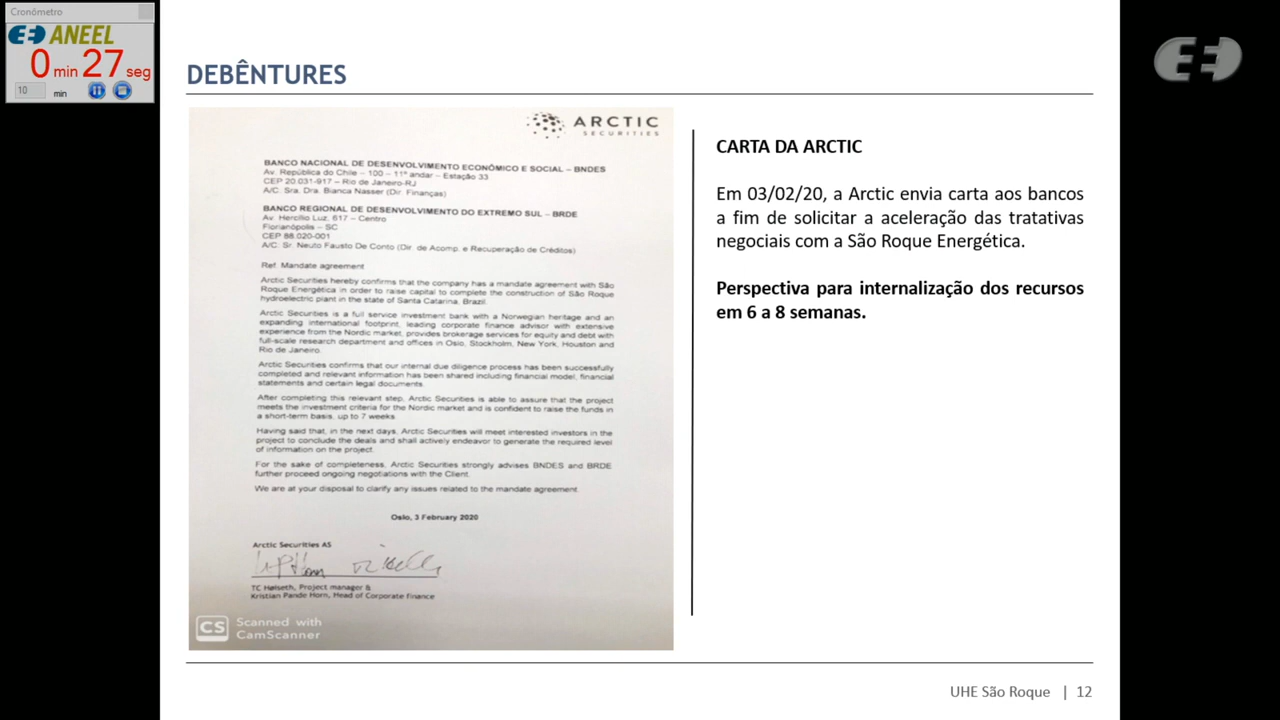 Cronômetro
ANEEL
0 min 27 seg
10 min
DEBÊNTURES
ARCTIC
SECURITIES
BANCO NACIONAL DE DESENVOLVIMENTO ECONÔMICO E SOCIAL – BNDES
Av. República do Chile – 100 – 11º andar – Estação 33
CEP 20.031-917 – Rio de Janeiro-RJ
A/C. Sra. Dra. Bianca Nasser (Dir. Finanças)
BANCO REGIONAL DE DESENVOLVIMENTO DO EXTREMO SUL – BRDE
Av. Hercílio Luz, 617 – Centro
Florianópolis – SC
CEP 88.020-001
A/C. Sr. Neuto Fausto De Conto (Dir. de Acomp. e Recuperação de Créditos)
Ref. Mandate agreement
Arctic Securities hereby confirms that the company has a mandate agreement with São
Roque Energética in order to raise capital to complete the construction of São Roque
hydroelectric plant in the state of Santa Catarina, Brazil.
Arctic Securities is a full service investment bank with a Norwegian heritage and an
expanding international footprint, leading corporate finance advisor with extensive
experience from the Nordic market, provides brokerage services for equity and debt with
full-scale research department and offices in Oslo, Stockholm, New York, Houston and
Rio de Janeiro.
Arctic Securities confirms that our internal due diligence process has been successfully
completed and relevant information has been shared including financial model, financial
statements and certain legal documents.
After completing this relevant step, Arctic Securities is able to assure that the project
meets the investment criteria for the Nordic market and is confident to raise the funds in
a short-term basis, up to 7 weeks.
Having said that, in the next days, Arctic Securities will meet interested investors in the
project to conclude the deals and shall actively endeavor to generate the required level
of information on the project.
For the sake of completeness, Arctic Securities strongly advises BNDES and BRDE
further proceed ongoing negotiations with the Client.
We are at your disposal to clarify any issues related to the mandate agreement.
Oslo, 3 February 2020
Arctic Securities AS
TC Hølseth, Project manager &
Kristian Pande Horn, Head of Corporate finance
CS Scanned with
CamScanner
CARTA DA ARCTIC
Em 03/02/20, a Arctic envia carta aos bancos
a fim de solicitar a aceleração das tratativas
negociais com a São Roque Energética.
Perspectiva para internalização dos recursos
em 6 a 8 semanas.
UHE São Roque | 12